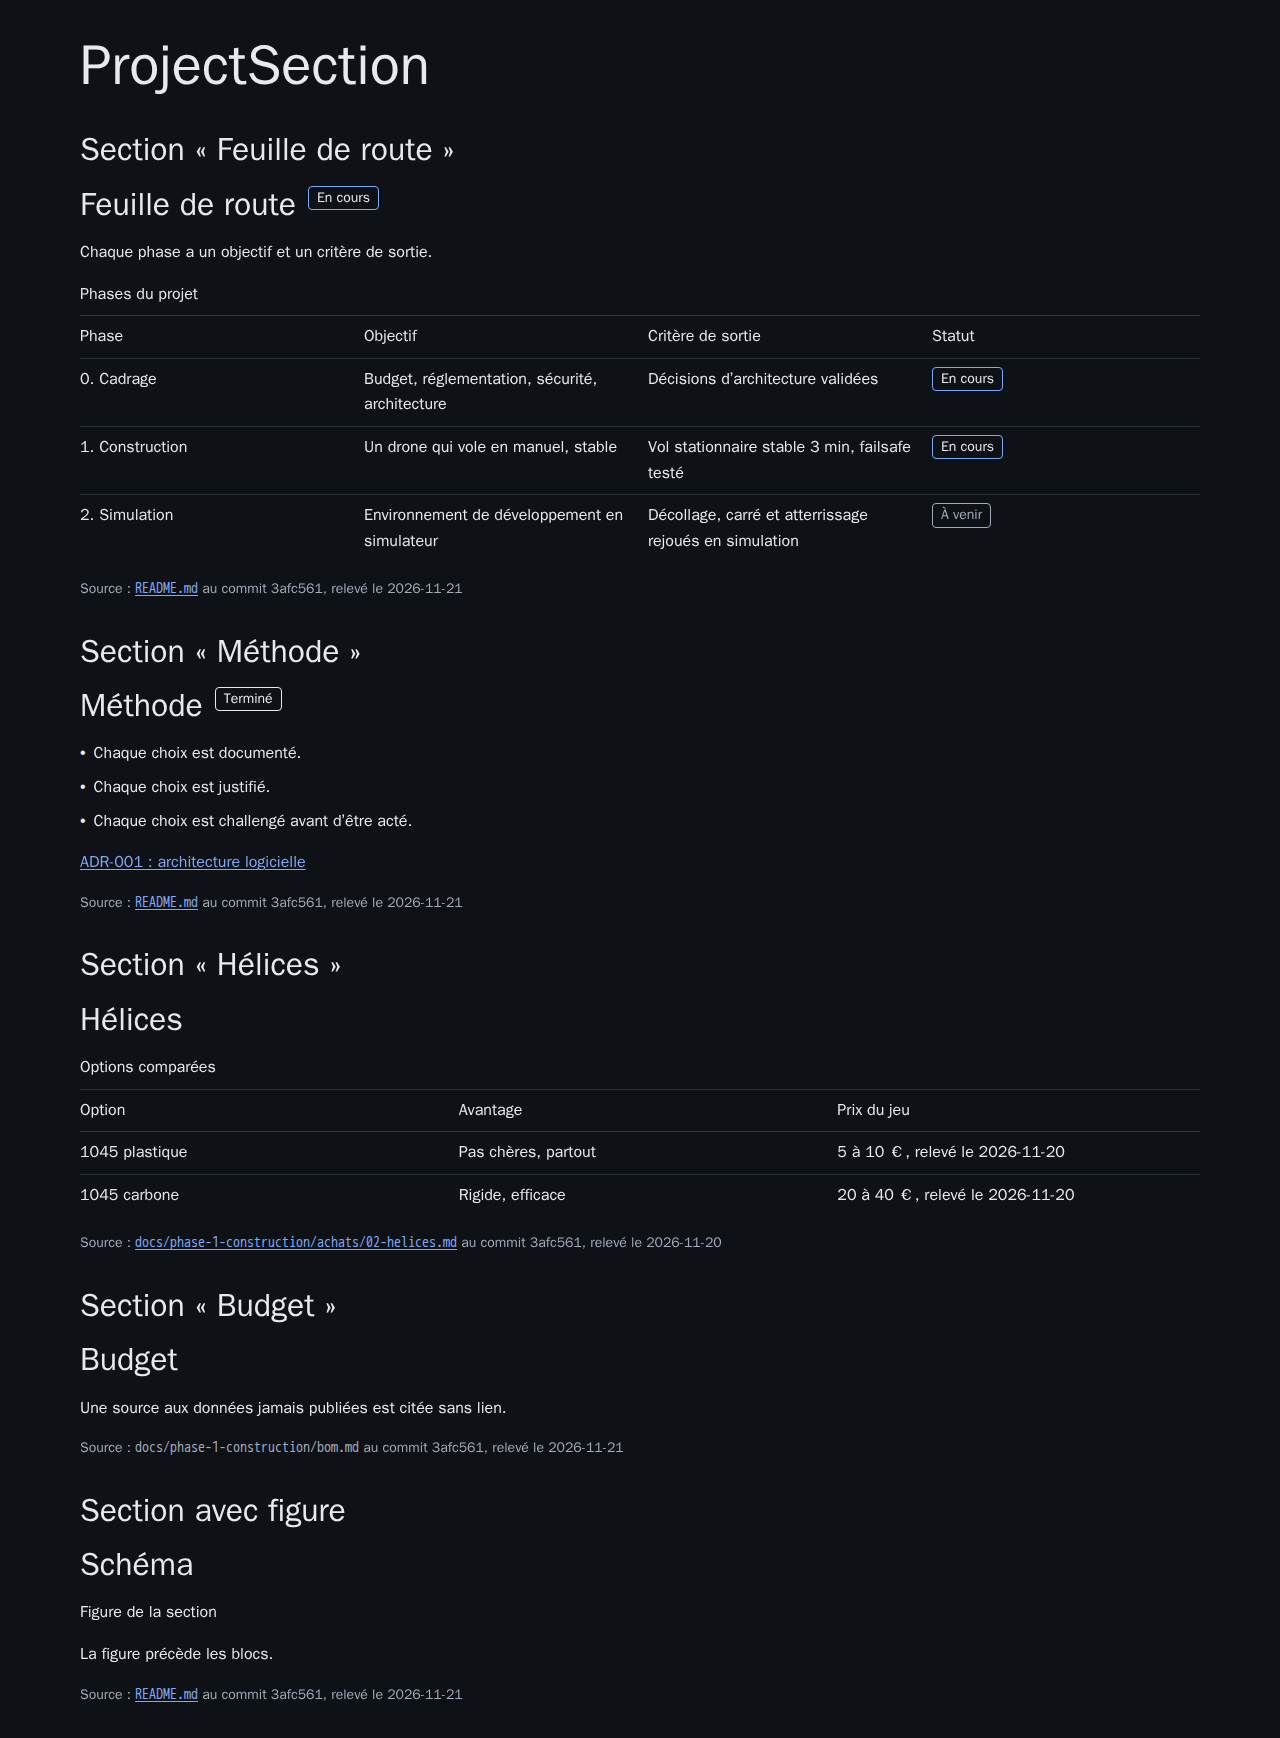 ProjectSection
Section « Feuille de route »
Feuille de route En cours
Chaque phase a un objectif et un critère de sortie.
Phases du projet
Phase Objectif Critère de sortie Statut
0. Cadrage Budget, réglementation, sécurité, architecture Décisions d'architecture validées En cours
1. Construction Un drone qui vole en manuel, stable Vol stationnaire stable 3 min, failsafe testé En cours
2. Simulation Environnement de développement en simulateur Décollage, carré et atterrissage rejoués en simulation À venir
Source : README.md au commit 3afc561, relevé le 2026-11-21
Section « Méthode »
Méthode Terminé
• Chaque choix est documenté.
• Chaque choix est justifié.
• Chaque choix est challengé avant d'être acté.
ADR-001 : architecture logicielle
Source : README.md au commit 3afc561, relevé le 2026-11-21
Section « Hélices »
Hélices
Options comparées
Option Avantage Prix du jeu
1045 plastique Pas chères, partout 5 à 10 €, relevé le 2026-11-20
1045 carbone Rigide, efficace 20 à 40 €, relevé le 2026-11-20
Source : docs/phase-1-construction/achats/02-helices.md au commit 3afc561, relevé le 2026-11-20
Section « Budget »
Budget
Une source aux données jamais publiées est citée sans lien.
Source : docs/phase-1-construction/bom.md au commit 3afc561, relevé le 2026-11-21
Section avec figure
Schéma
Figure de la section
La figure précède les blocs.
Source : README.md au commit 3afc561, relevé le 2026-11-21